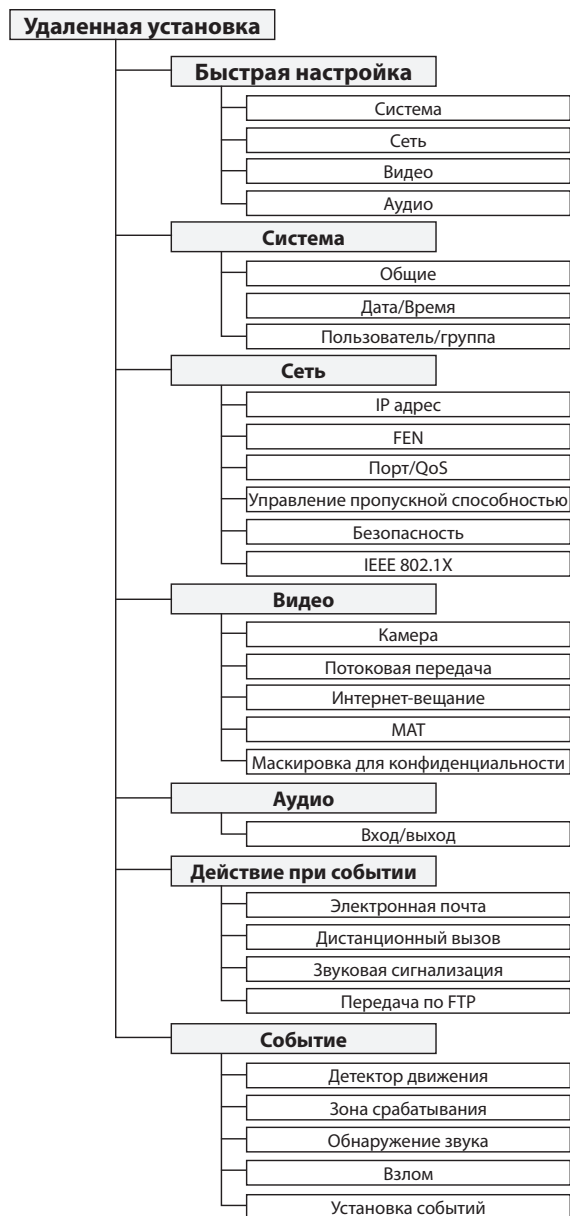 Удаленная установка
Быстрая настройка
Система
Сеть
Видео
Аудио
Система
Общие
Дата/Время
Пользователь/группа
Сеть
IP адрес
FEN
Порт/QoS
Управление пропускной способностью
Безопасность
IEEE 802.1X
Видео
Камера
Потоковая передача
Интернет-вещание
MAT
Маскировка для конфиденциальности
Аудио
Вход/выход
Действие при событии
Электронная почта
Дистанционный вызов
Звуковая сигнализация
Передача по FTP
Событие
Детектор движения
Зона срабатывания
Обнаружение звука
Взлом
Установка событий